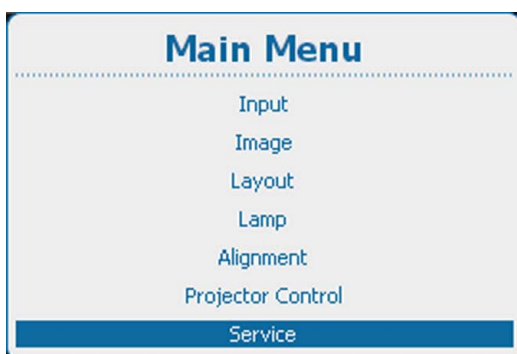 Main Menu
Input
Image
Layout
Lamp
Alignment
Projector Control
Service